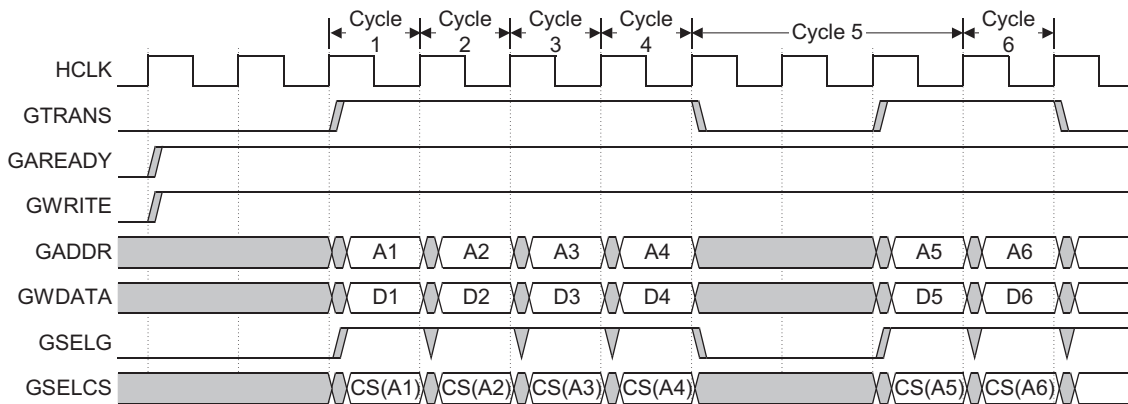 Cycle 1 Cycle 2 Cycle 3 Cycle 4 Cycle 5 Cycle 6
HCLK
GTRANS
GAREADY
GWRITE
GADDR A1 A2 A3 A4 A5 A6
GWDATA D1 D2 D3 D4 D5 D6
GSELG
GSELCS CS(A1) CS(A2) CS(A3) CS(A4) CS(A5) CS(A6)